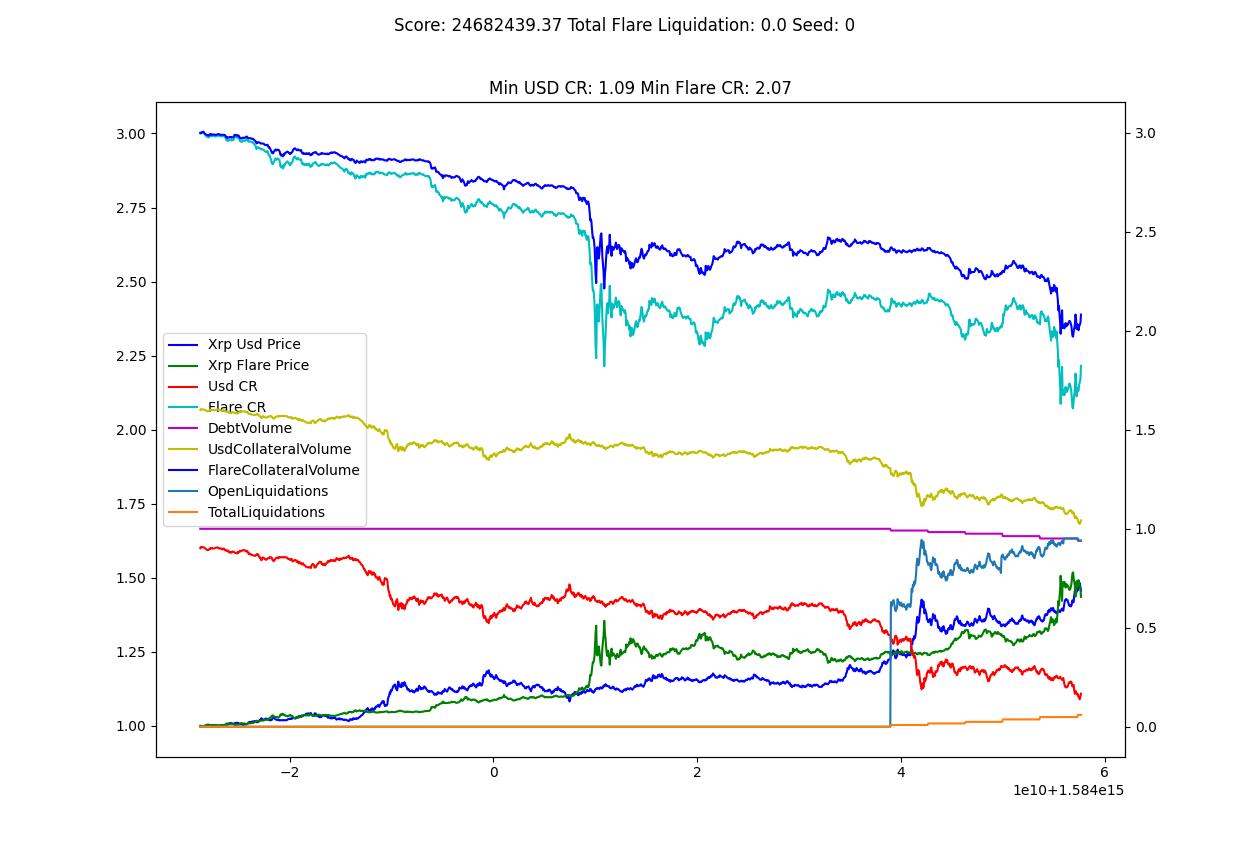 Score: 24682439.37 Total Flare Liquidation: 0.0 Seed: 0
Min USD CR: 1.09 Min Flare CR: 2.07
3.00
2.75
2.50
2.25
2.00
1.75
1.50
1.25
1.00
3.0
2.5
2.0
1.5
1.0
0.5
0.0
Xrp Usd Price
Xrp Flare Price
Usd CR
Flare CR
DebtVolume
UsdCollateralVolume
FlareCollateralVolume
OpenLiquidations
TotalLiquidations
−2 0 2 4 6
1e10+1.584e15